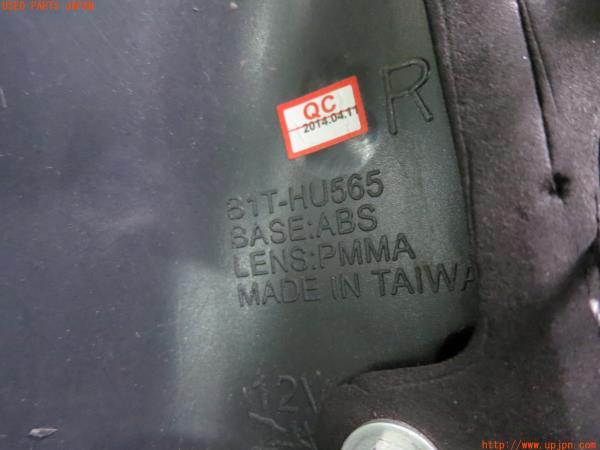 USED PARTS JAPAN
R
QC
2014.04.11
81T-HU565
BASE:ABS
LENS:PMMA
MADE IN TAIWA
12V
UPJ - http://www.upjpn.com/